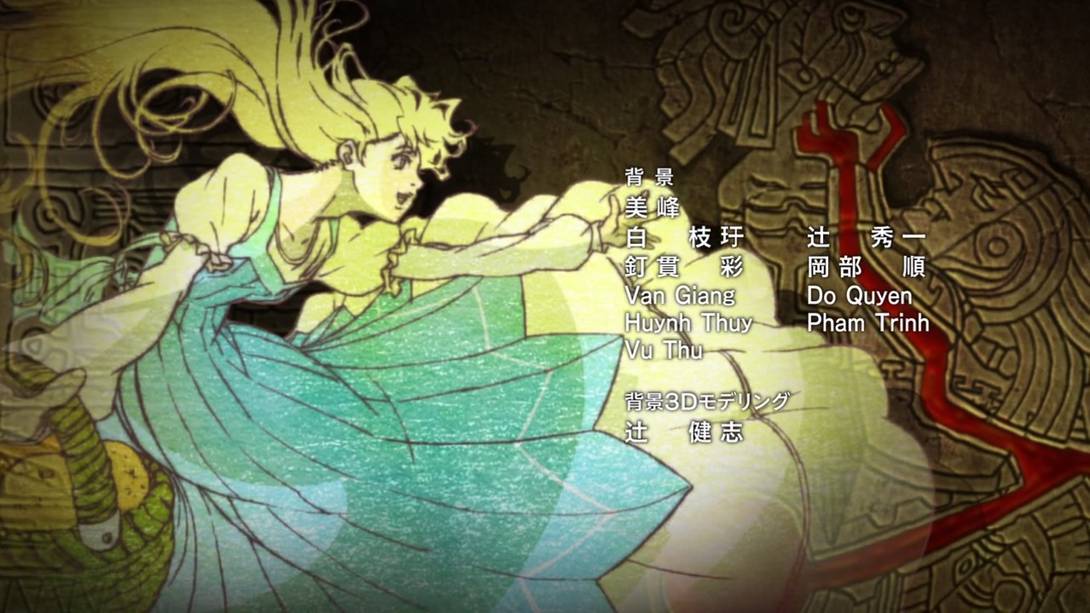 背景
美峰
白 枝玗 辻 秀一
釘貫 彩 岡部 順
Van Giang Do Quyen
Huynh Thuy Pham Trinh
Vu Thu
背景3Dモデリング
辻 健志